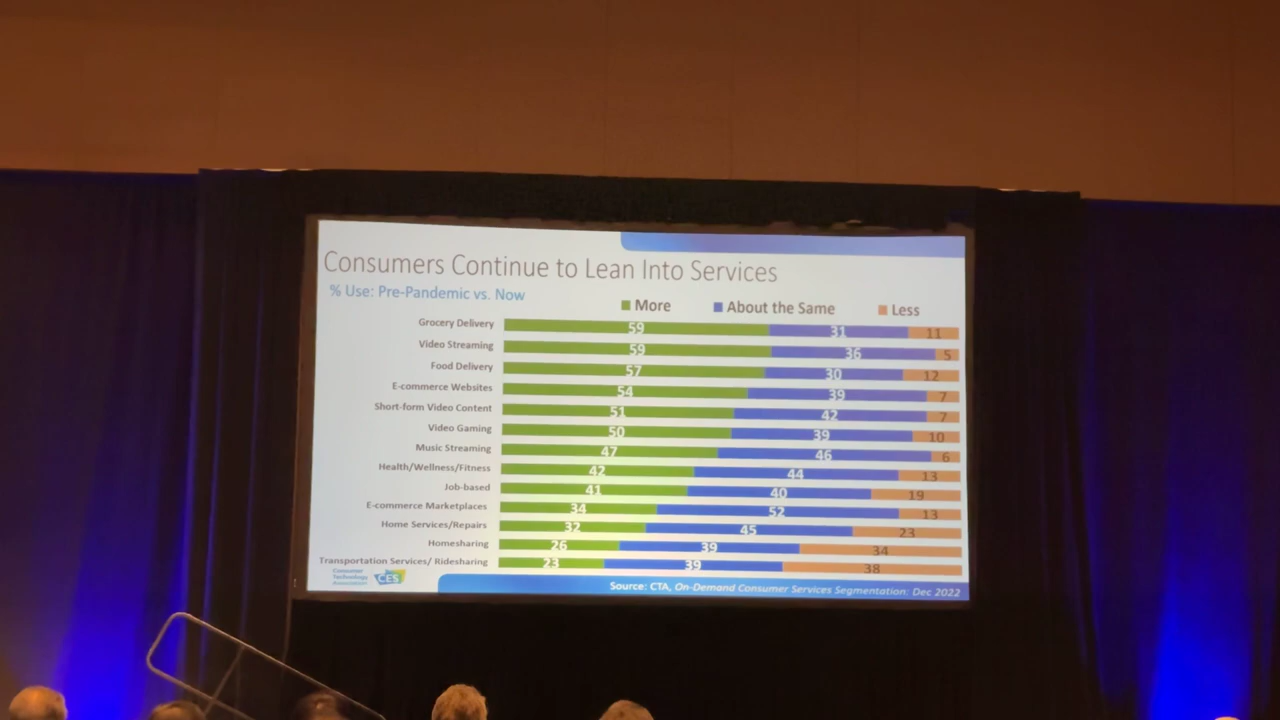 Consumers Continue to Lean Into Services
% Use: Pre-Pandemic vs. Now
More About the Same Less
Grocery Delivery 59 31 11
Video Streaming 59 36 5
Food Delivery 57 30 12
E-commerce Websites 54 39 7
Short-form Video Content 51 42 7
Video Gaming 50 39 10
Music Streaming 47 46 6
Health/Wellness/Fitness 42 44 13
Job-based 41 40 19
E-commerce Marketplaces 34 52 13
Home Services/Repairs 32 45 23
Homesharing 26 39 34
Transportation Services/ Ridesharing 23 39 38
Consumer
Technology
Association
CES
Source: CTA, On-Demand Consumer Services Segmentation: Dec 2022